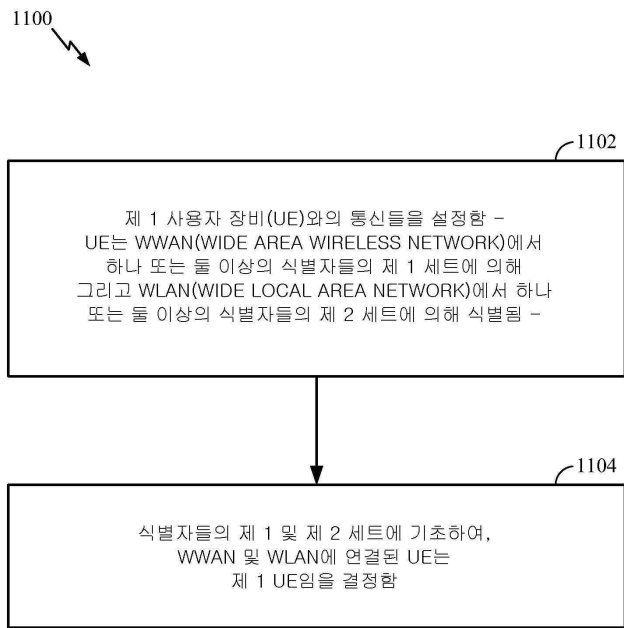 1100
1102
제 1 사용자 장비(UE)와의 통신들을 설정함 -
UE는 WWAN(WIDE AREA WIRELESS NETWORK)에서
하나 또는 둘 이상의 식별자들의 제 1 세트에 의해
그리고 WLAN(WIDE LOCAL AREA NETWORK)에서 하나
또는 둘 이상의 식별자들의 제 2 세트에 의해 식별됨 -
1104
식별자들의 제 1 및 제 2 세트에 기초하여,
WWAN 및 WLAN에 연결된 UE는
제 1 UE임을 결정함